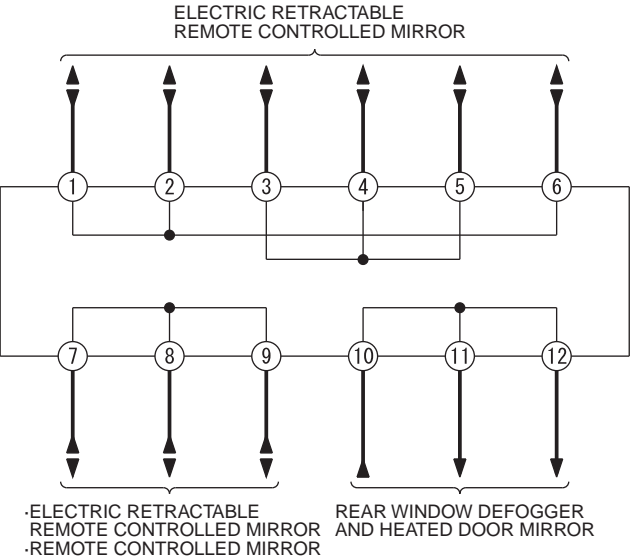 ELECTRIC RETRACTABLE
REMOTE CONTROLLED MIRROR
1 2 3 4 5 6
7 8 9 10 11 12
·ELECTRIC RETRACTABLE
REMOTE CONTROLLED MIRROR
·REMOTE CONTROLLED MIRROR
REAR WINDOW DEFOGGER
AND HEATED DOOR MIRROR